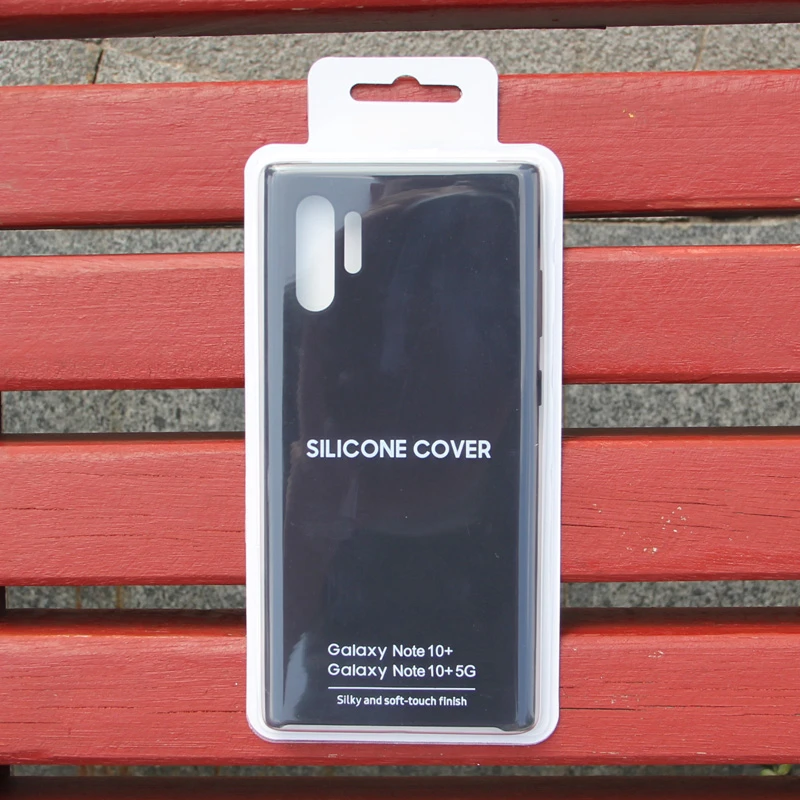 SILICONE COVER
Galaxy Note 10+
Galaxy Note 10+ 5G
Silky and soft-touch finish